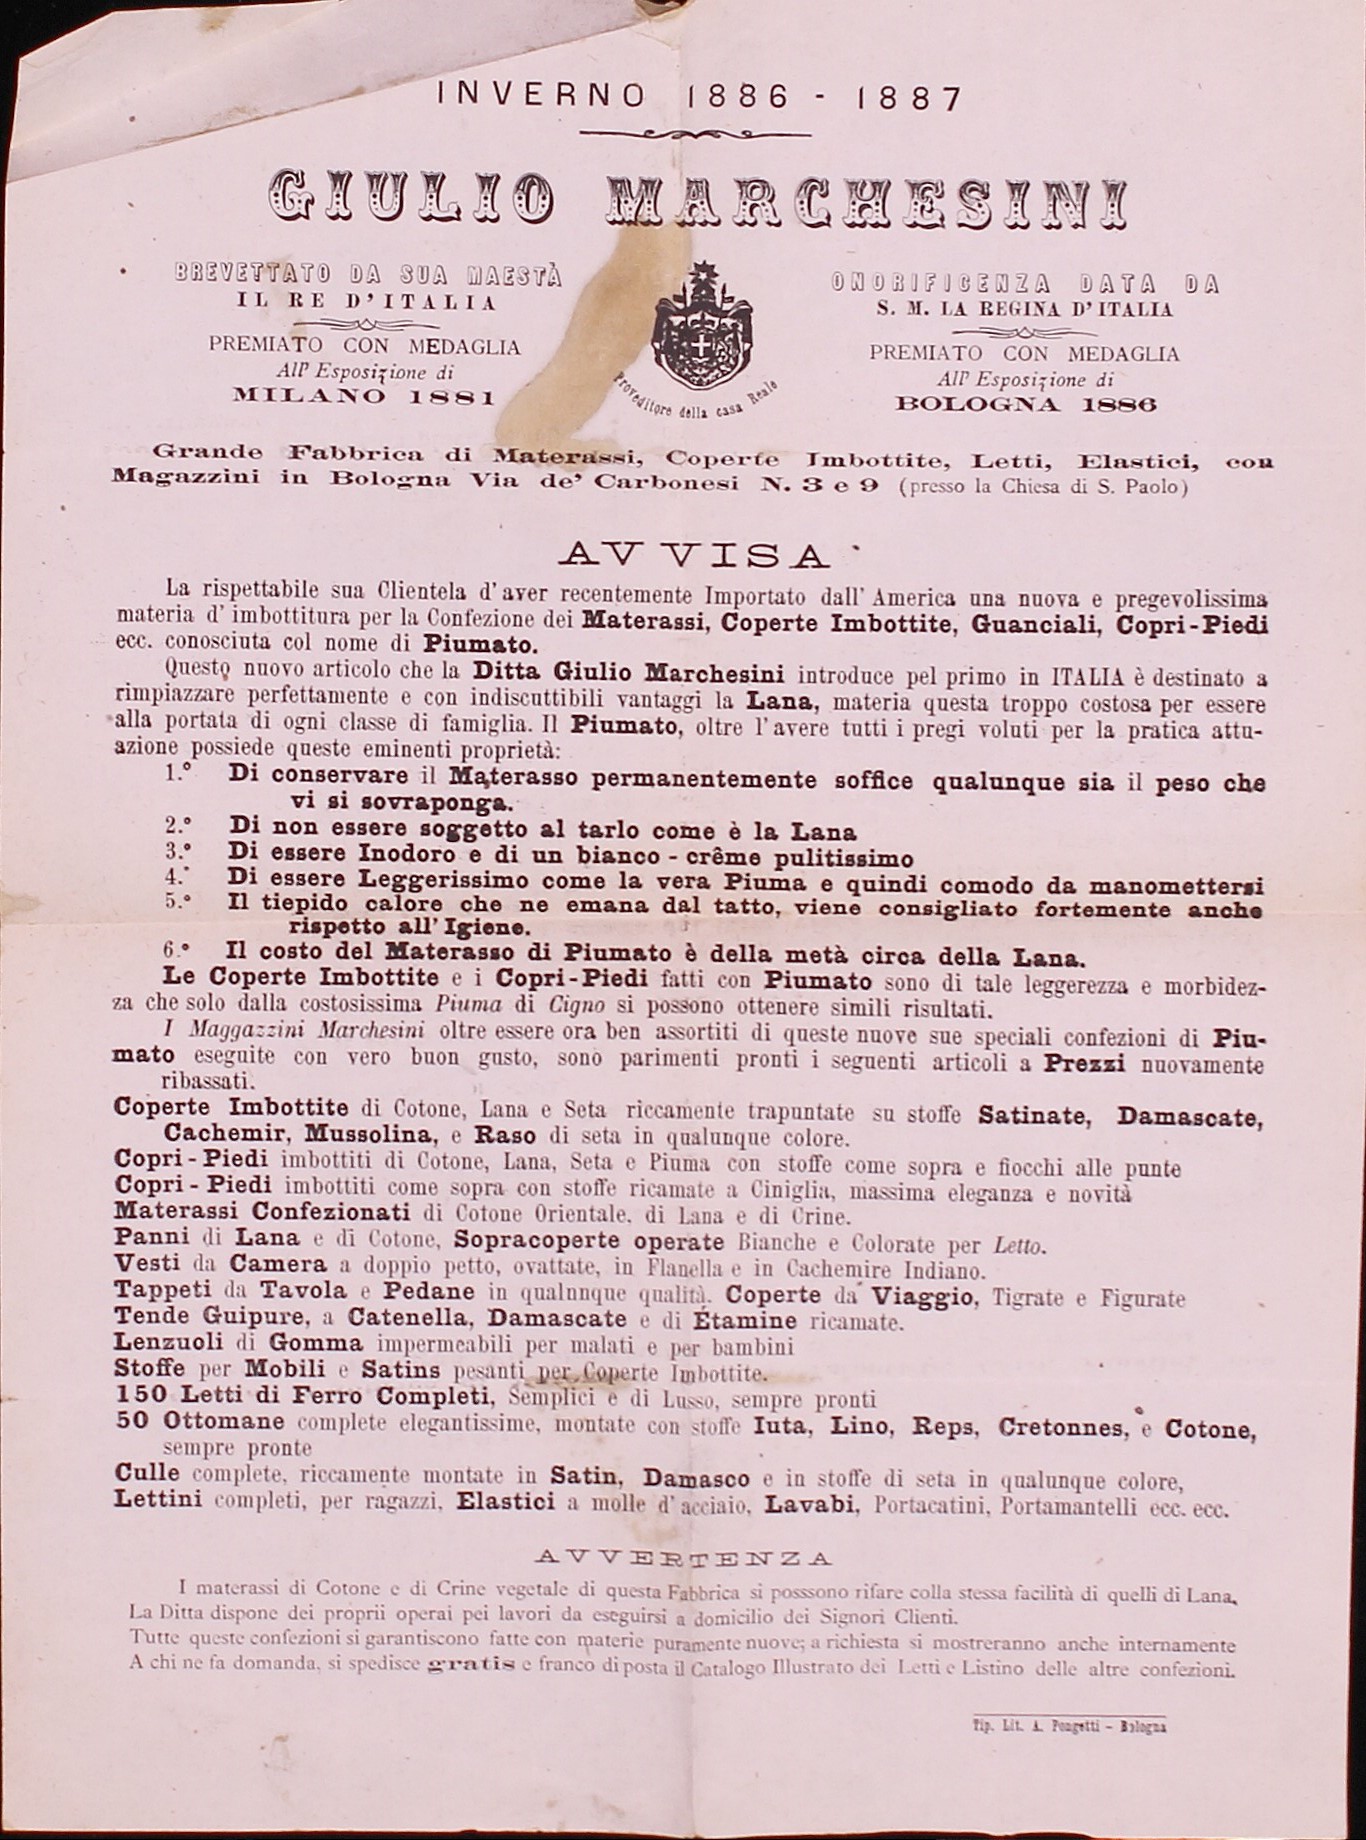 INVERNO 1886 - 1887
GIULIO MARCHESINI
BREVETTATO DA SUA MAESTÀ
IL RE D'ITALIA
PREMIATO CON MEDAGLIA
All' Esposizione di
MILANO 1881
Proveditore della casa Reale
ONORIFICENZA DATA DA
S. M. LA REGINA D'ITALIA
PREMIATO CON MEDAGLIA
All' Esposizione di
BOLOGNA 1886
Grande Fabbrica di Materassi, Coperte Imbottite, Letti, Elastici, con
Magazzini in Bologna Via de' Carbonesi N. 3 e 9 (presso la Chiesa di S. Paolo)
AVVISA
La rispettabile sua Clientela d'aver recentemente Importato dall'America una nuova e pregevolissima
materia d'imbottitura per la Confezione dei Materassi, Coperte Imbottite, Guanciali, Copri-Piedi
ecc. conosciuta col nome di Piumato.
Questo nuovo articolo che la Ditta Giulio Marchesini introduce pel primo in ITALIA è destinato a
rimpiazzare perfettamente e con indiscuttibili vantaggi la Lana, materia questa troppo costosa per essere
alla portata di ogni classe di famiglia. Il Piumato, oltre l'avere tutti i pregi voluti per la pratica attu-
azione possiede queste eminenti proprietà:
1.° Di conservare il Materasso permanentemente soffice qualunque sia il peso che
vi si sovraponga.
2.° Di non essere soggetto al tarlo come è la Lana
3.° Di essere Inodoro e di un bianco - crême pulitissimo
4.° Di essere Leggerissimo come la vera Piuma e quindi comodo da manomettersi
5.° Il tiepido calore che ne emana dal tatto, viene consigliato fortemente anche
rispetto all'Igiene.
6.° Il costo del Materasso di Piumato è della metà circa della Lana.
Le Coperte Imbottite e i Copri-Piedi fatti con Piumato sono di tale leggerezza e morbidez-
za che solo dalla costosissima Piuma di Cigno si possono ottenere simili risultati.
I Maggazzini Marchesini oltre essere ora ben assortiti di queste nuove sue speciali confezioni di Piu-
mato eseguite con vero buon gusto, sono parimenti pronti i seguenti articoli a Prezzi nuovamente
ribassati.
Coperte Imbottite di Cotone, Lana e Seta riccamente trapuntate su stoffe Satinate, Damascate,
Cachemir, Mussolina, e Raso di seta in qualunque colore.
Copri - Piedi imbottiti di Cotone, Lana, Seta e Piuma con stoffe come sopra e fiocchi alle punte
Copri - Piedi imbottiti come sopra con stoffe ricamate a Ciniglia, massima eleganza e novità
Materassi Confezionati di Cotone Orientale, di Lana e di Crine.
Panni di Lana e di Cotone, Sopracoperte operate Bianche e Colorate per Letto.
Vesti da Camera a doppio petto, ovattate, in Flanella e in Cachemire Indiano.
Tappeti da Tavola e Pedane in qualnnque qualità. Coperte da Viaggio, Tigrate e Figurate
Tende Guipure, a Catenella, Damascate e di Étamine ricamate.
Lenzuoli di Gomma impermeabili per malati e per bambini
Stoffe per Mobili e Satins pesanti per Coperte Imbottite.
150 Letti di Ferro Completi, Semplici e di Lusso, sempre pronti
50 Ottomane complete elegantissime, montate con stoffe Iuta, Lino, Reps, Cretonnes, e Cotone,
sempre pronte
Culle complete, riccamente montate in Satin, Damasco e in stoffe di seta in qualunque colore,
Lettini completi, per ragazzi, Elastici a molle d'acciaio, Lavabi, Portacatini, Portamantelli ecc. ecc.
AVVERTENZA
I materassi di Cotone e di Crine vegetale di questa Fabbrica si posssono rifare colla stessa facilità di quelli di Lana.
La Ditta dispone dei proprii operai pei lavori da eseguirsi a domicilio dei Signori Clienti.
Tutte queste confezioni si garantiscono fatte con materie puramente nuove; a richiesta si mostreranno anche internamente
A chi ne fa domanda, si spedisce gratis e franco di posta il Catalogo Illustrato dei Letti e Listino delle altre confezioni.
Tip. Lit. A. Pongetti - Bologna